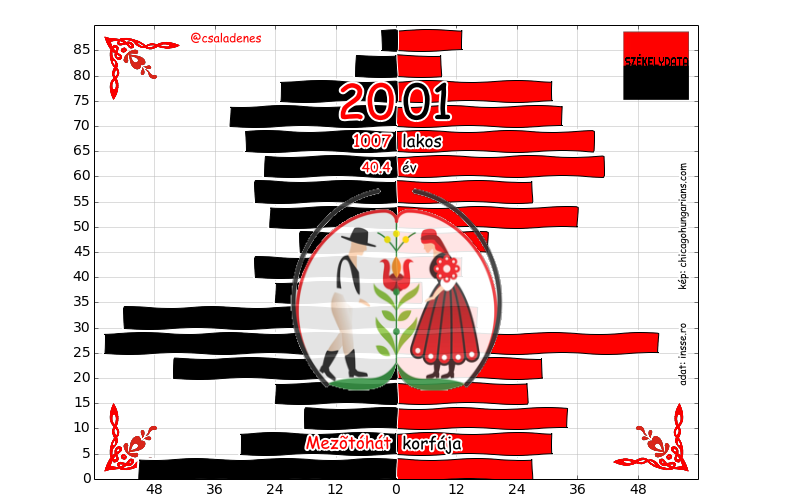 @csaladenes
SZÉKELYDATA
2001
1007 lakos
40.4 év
kép: chicagohungarians.com
adat: insse.ro
Mezőtóhát korfája
85
80
75
70
65
60
55
50
45
40
35
30
25
20
15
10
5
0
48 36 24 12 0 12 24 36 48